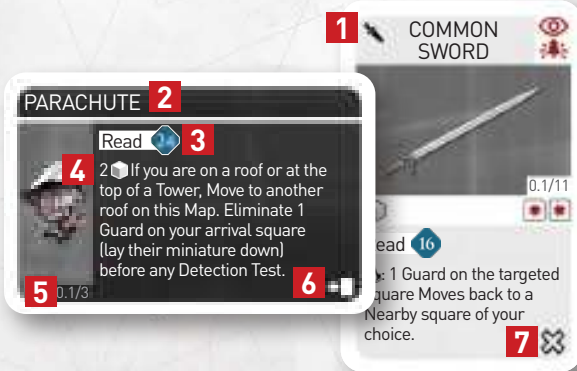 1
COMMON
SWORD
PARACHUTE 2
Read 3
4
2 If you are on a roof or at the
top of a Tower, Move to another
roof on this Map. Eliminate 1
Guard on your arrival square
(lay their miniature down)
before any Detection Test.
5 0.1/3
6
0.1/11
ead 16
: 1 Guard on the targeted
quare Moves back to a
Nearby square of your
choice.
7